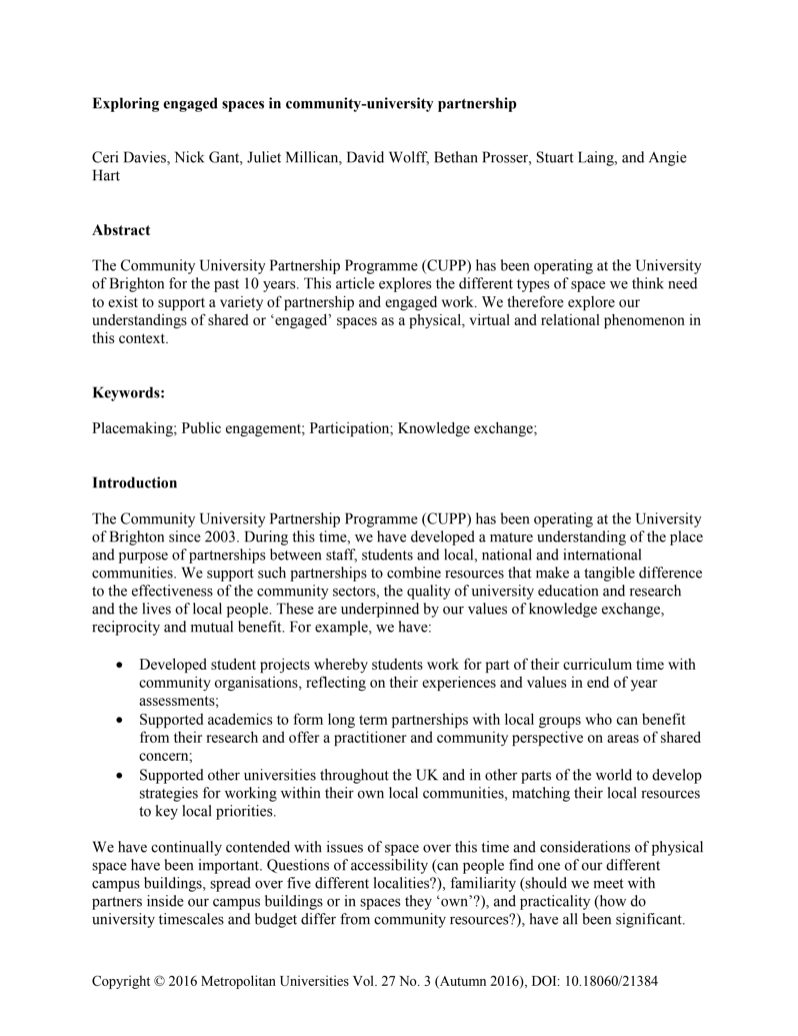 Exploring engaged spaces in community-university partnership
Ceri Davies, Nick Gant, Juliet Millican, David Wolff, Bethan Prosser, Stuart Laing, and Angie
Hart
Abstract
The Community University Partnership Programme (CUPP) has been operating at the University
of Brighton for the past 10 years. This article explores the different types of space we think need
to exist to support a variety of partnership and engaged work. We therefore explore our
understandings of shared or ‘engaged’ spaces as a physical, virtual and relational phenomenon in
this context.
Keywords:
Placemaking; Public engagement; Participation; Knowledge exchange;
Introduction
The Community University Partnership Programme (CUPP) has been operating at the University
of Brighton since 2003. During this time, we have developed a mature understanding of the place
and purpose of partnerships between staff, students and local, national and international
communities. We support such partnerships to combine resources that make a tangible difference
to the effectiveness of the community sectors, the quality of university education and research
and the lives of local people. These are underpinned by our values of knowledge exchange,
reciprocity and mutual benefit. For example, we have:
• Developed student projects whereby students work for part of their curriculum time with
community organisations, reflecting on their experiences and values in end of year
assessments;
• Supported academics to form long term partnerships with local groups who can benefit
from their research and offer a practitioner and community perspective on areas of shared
concern;
• Supported other universities throughout the UK and in other parts of the world to develop
strategies for working within their own local communities, matching their local resources
to key local priorities.
We have continually contended with issues of space over this time and considerations of physical
space have been important. Questions of accessibility (can people find one of our different
campus buildings, spread over five different localities?), familiarity (should we meet with
partners inside our campus buildings or in spaces they ‘own’?), and practicality (how do
university timescales and budget differ from community resources?), have all been significant.
Copyright © 2016 Metropolitan Universities Vol. 27 No. 3 (Autumn 2016), DOI: 10.18060/21384